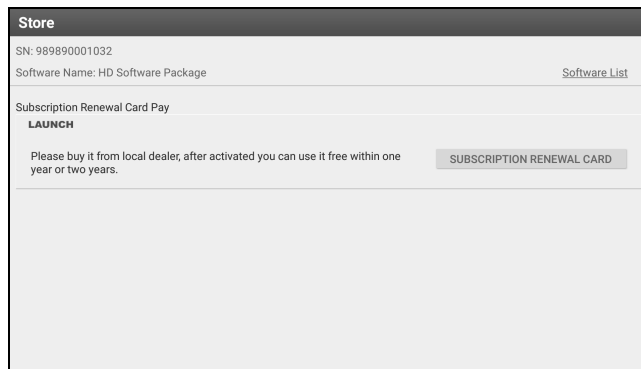 Store
SN: 989890001032
Software Name: HD Software Package
Software List
Subscription Renewal Card Pay
LAUNCH
Please buy it from local dealer, after activated you can use it free within one
year or two years.
SUBSCRIPTION RENEWAL CARD